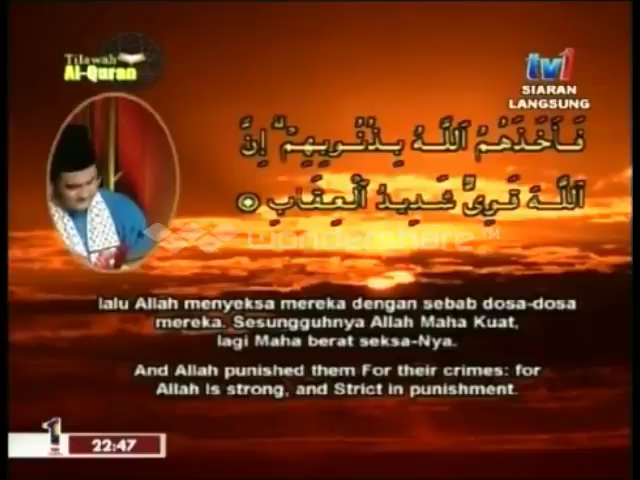 Tilawah
Al-Quran
tv1
SIARAN
LANGSUNG
فَأَخَذَهُمُ ٱللَّهُ بِذُنُوبِهِمْ ۗ إِنَّ
ٱللَّهَ قَوِىٌّ شَدِيدُ ٱلْعِقَابِ
wondershare™
lalu Allah menyeksa mereka dengan sebab dosa-dosa
mereka. Sesungguhnya Allah Maha Kuat,
lagi Maha berat seksa-Nya.
And Allah punished them For their crimes: for
Allah Is strong, and Strict in punishment.
1
22:47